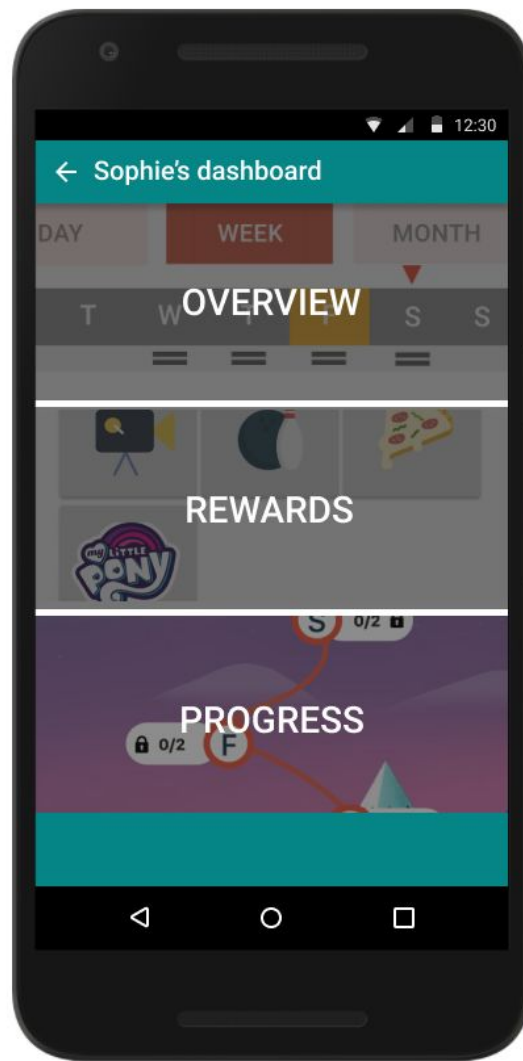 12:30
Sophie's dashboard
DAY WEEK MONTH
OVERVIEW
T W T F S S
REWARDS
my LITTLE
PONY
S 0/2
PROGRESS
0/2 F